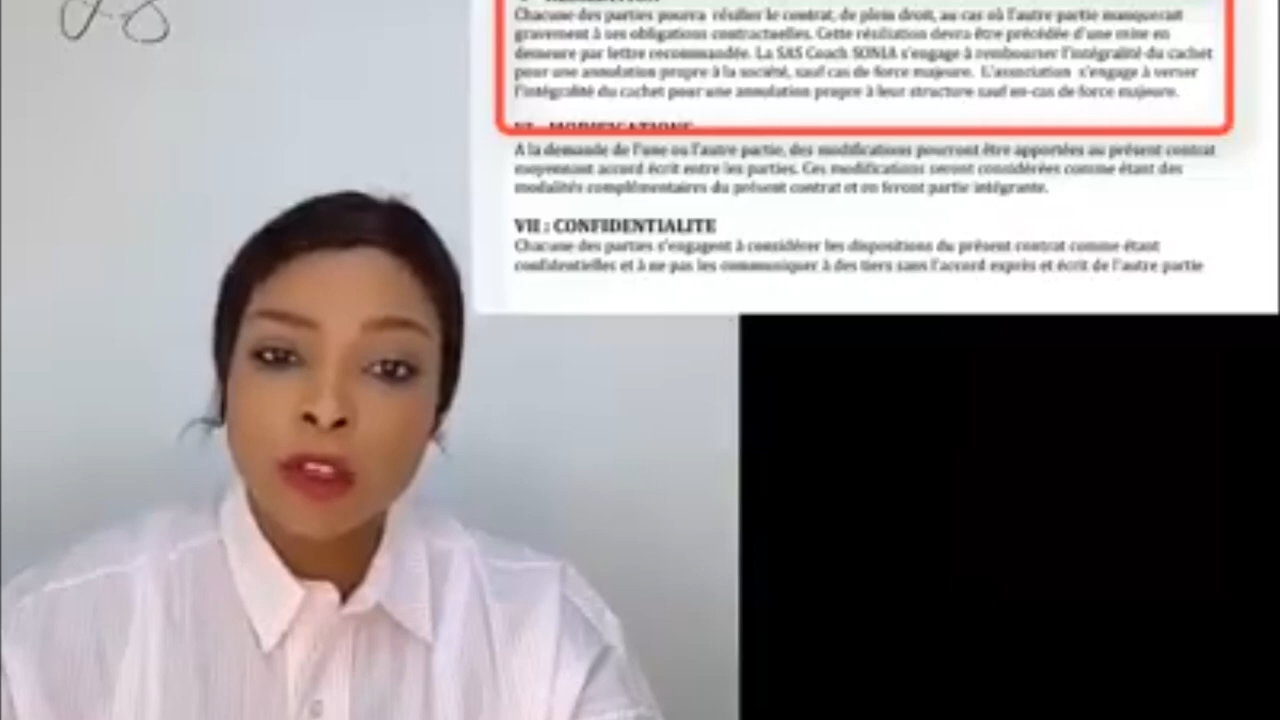 Chacune des parties pourra résilier le contrat, de plein droit, au cas où l'autre partie manquerait
gravement à ses obligations contractuelles. Cette résiliation devra être précédée d'une mise en
demeure par lettre recommandée. La SAS Coach SONIA s'engage à rembourser l'intégralité du cachet
pour une annulation propre à la société, sauf cas de force majeure. L'association s'engage à verser
l'intégralité du cachet pour une annulation propre à leur structure sauf en cas de force majeure.
VI : MODIFICATIONS
A la demande de l'une ou l'autre partie, des modifications pourront être apportées au présent contrat
moyennant accord écrit entre les parties. Ces modifications seront considérées comme étant des
modalités complémentaires du présent contrat et en feront partie intégrante.
VII : CONFIDENTIALITE
Chacune des parties s'engagent à considérer les dispositions du présent contrat comme étant
confidentielles et à ne pas les communiquer à des tiers sans l'accord exprès et écrit de l'autre partie